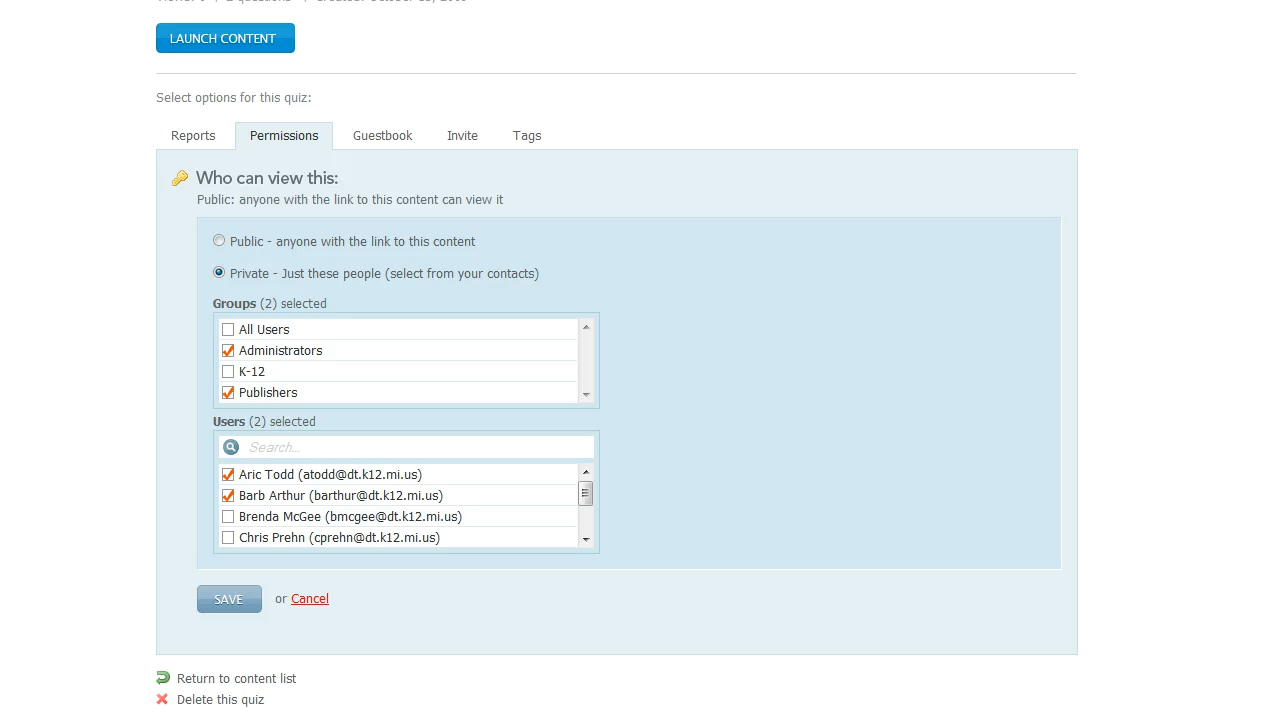 LAUNCH CONTENT
Select options for this quiz:
Reports Permissions Guestbook Invite Tags
Who can view this:
Public: anyone with the link to this content can view it
Public - anyone with the link to this content
Private - Just these people (select from your contacts)
Groups (2) selected
All Users
Administrators
K-12
Publishers
Users (2) selected
Search...
Aric Todd (atodd@dt.k12.mi.us)
Barb Arthur (barthur@dt.k12.mi.us)
Brenda McGee (bmcgee@dt.k12.mi.us)
Chris Prehn (cprehn@dt.k12.mi.us)
SAVE or Cancel
Return to content list
Delete this quiz